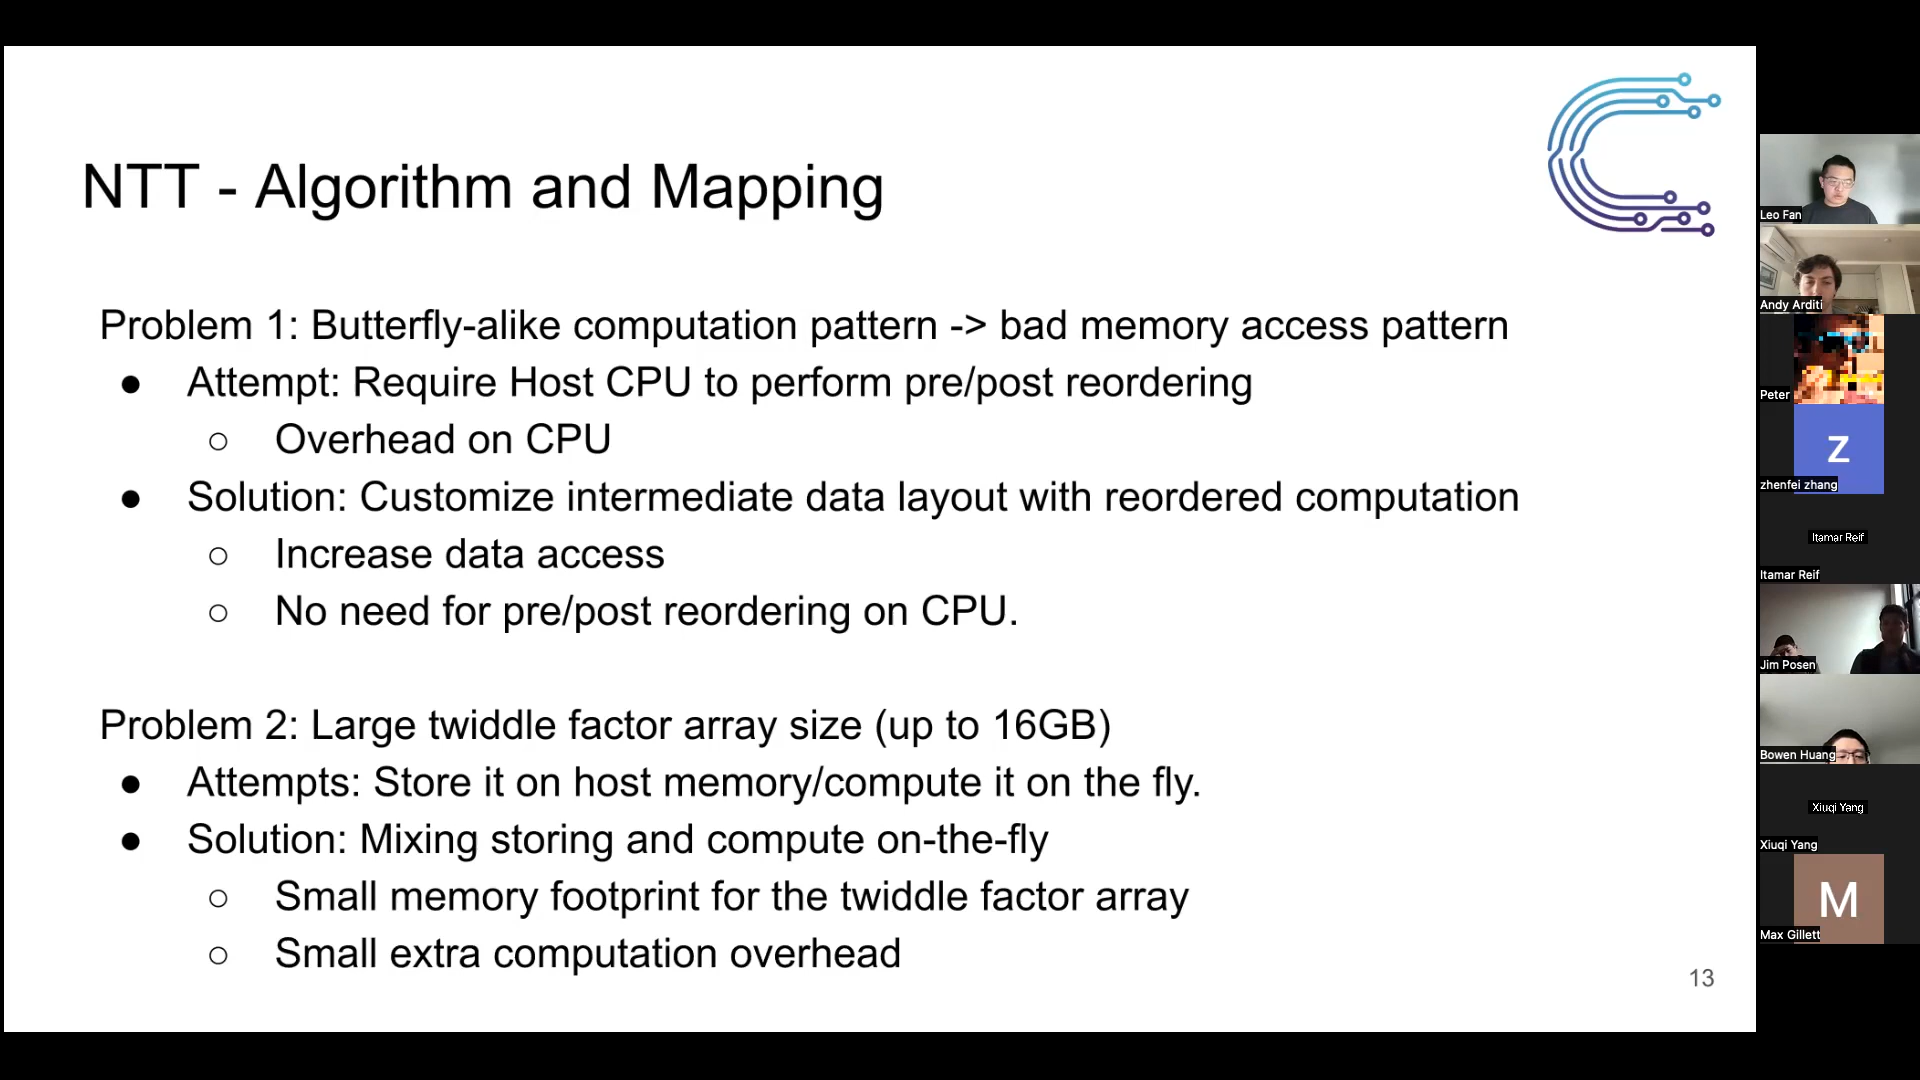 NTT - Algorithm and Mapping
Problem 1: Butterfly-alike computation pattern -> bad memory access pattern
● Attempt: Require Host CPU to perform pre/post reordering
○ Overhead on CPU
● Solution: Customize intermediate data layout with reordered computation
○ Increase data access
○ No need for pre/post reordering on CPU.
Problem 2: Large twiddle factor array size (up to 16GB)
● Attempts: Store it on host memory/compute it on the fly.
● Solution: Mixing storing and compute on-the-fly
○ Small memory footprint for the twiddle factor array
○ Small extra computation overhead
13
Leo Fan
Andy Arditi
Peter
Z
zhenfei zhang
Itamar Reif
Itamar Reif
Jim Posen
Bowen Huang
Xiuqi Yang
Xiuqi Yang
M
Max Gillett